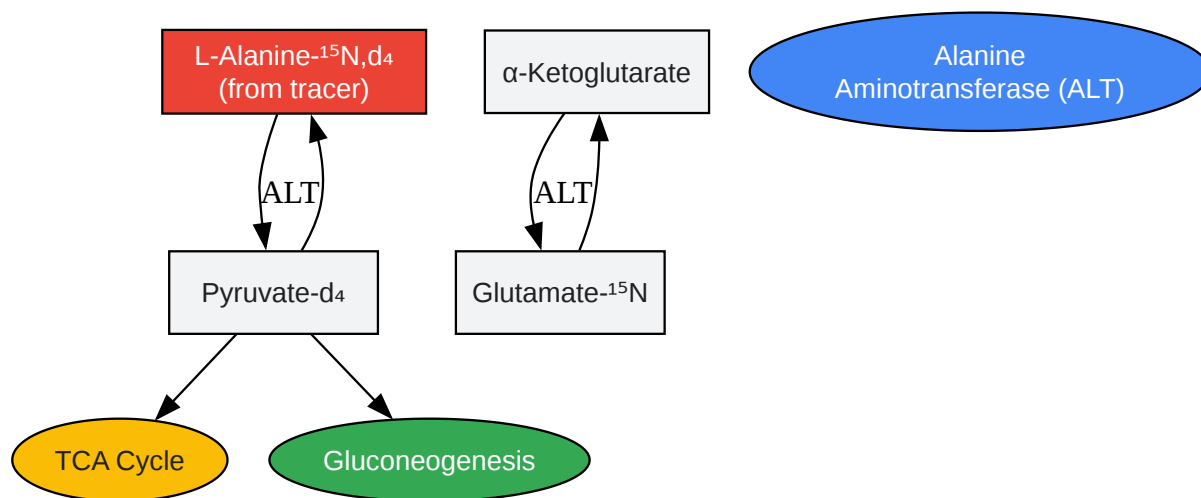 L-Alanine-¹⁵N,d₄
(from tracer)
α-Ketoglutarate
Alanine
Aminotransferase (ALT)
ALT
ALT
Pyruvate-d₄
Glutamate-¹⁵N
TCA Cycle
Gluconeogenesis